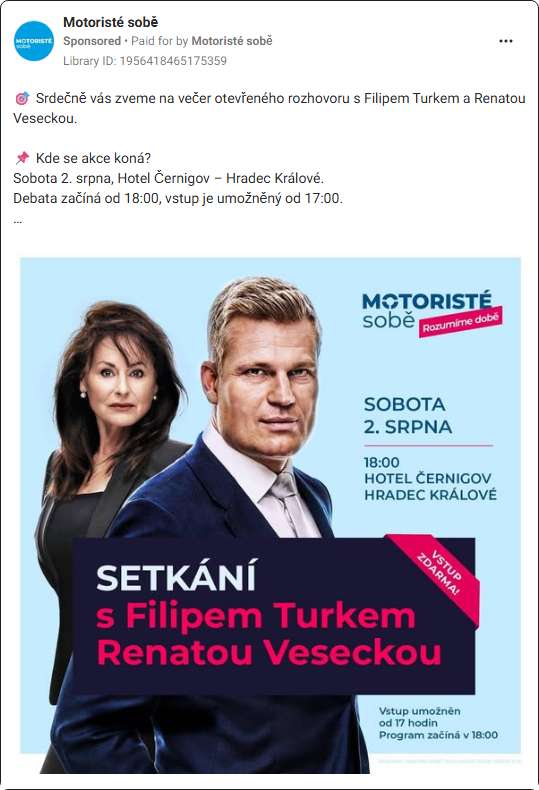 Motoristé sobě
Sponsored • Paid for by Motoristé sobě
Library ID: 1956418465175359
MOTORISTÉ
sobě
🎯 Srdečně vás zveme na večer otevřeného rozhovoru s Filipem Turkem a Renatou
Veseckou.
📌 Kde se akce koná?
Sobota 2. srpna, Hotel Černigov – Hradec Králové.
Debata začíná od 18:00, vstup je umožněný od 17:00.
...
MOTORISTÉ
sobě
Rozumíme době
SOBOTA
2. SRPNA
18:00
HOTEL ČERNIGOV
HRADEC KRÁLOVÉ
VSTUP
ZDARMA!
SETKÁNÍ
s Filipem Turkem
Renatou Veseckou
Vstup umožněn
od 17 hodin
Program začíná v 18:00